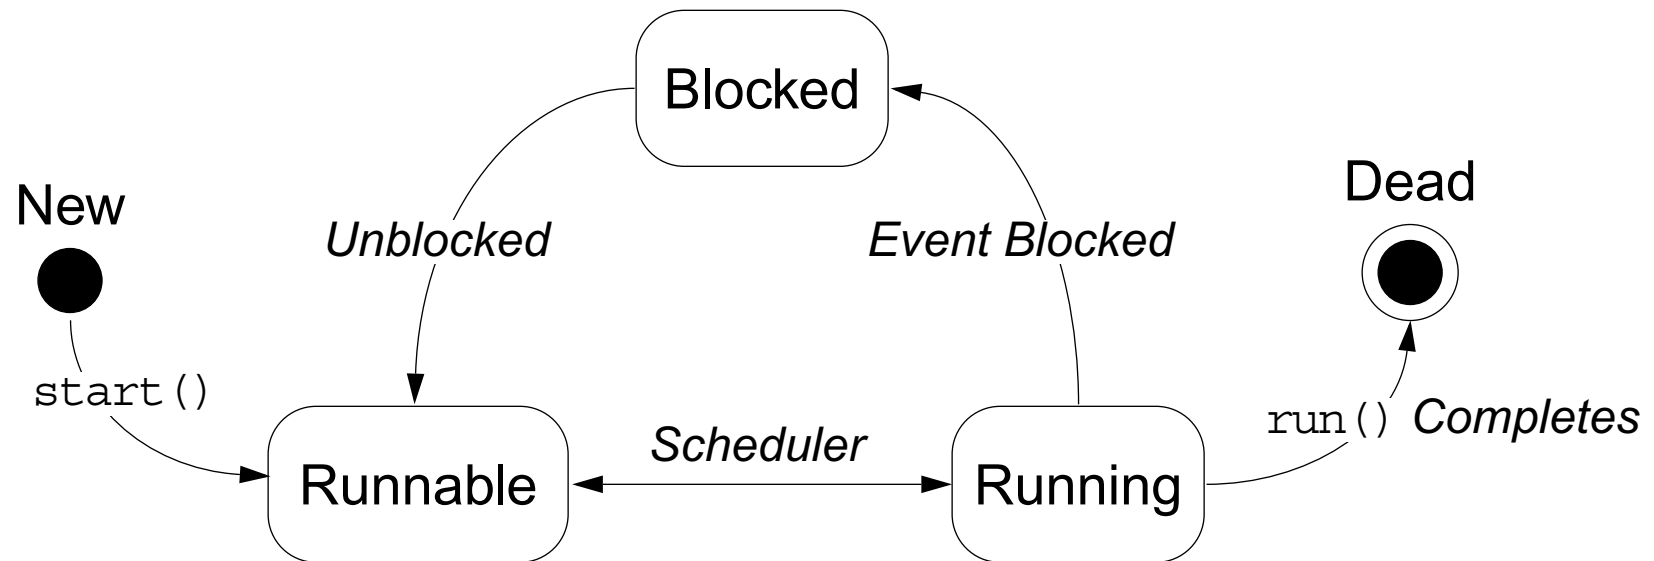 Blocked
New
Dead
Unblocked
Event Blocked
start()
run() Completes
Scheduler
Runnable
Running